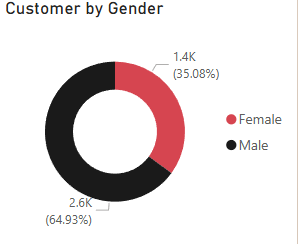 Customer by Gender
1.4K
(35.08%)
Female
Male
2.6K
(64.93%)